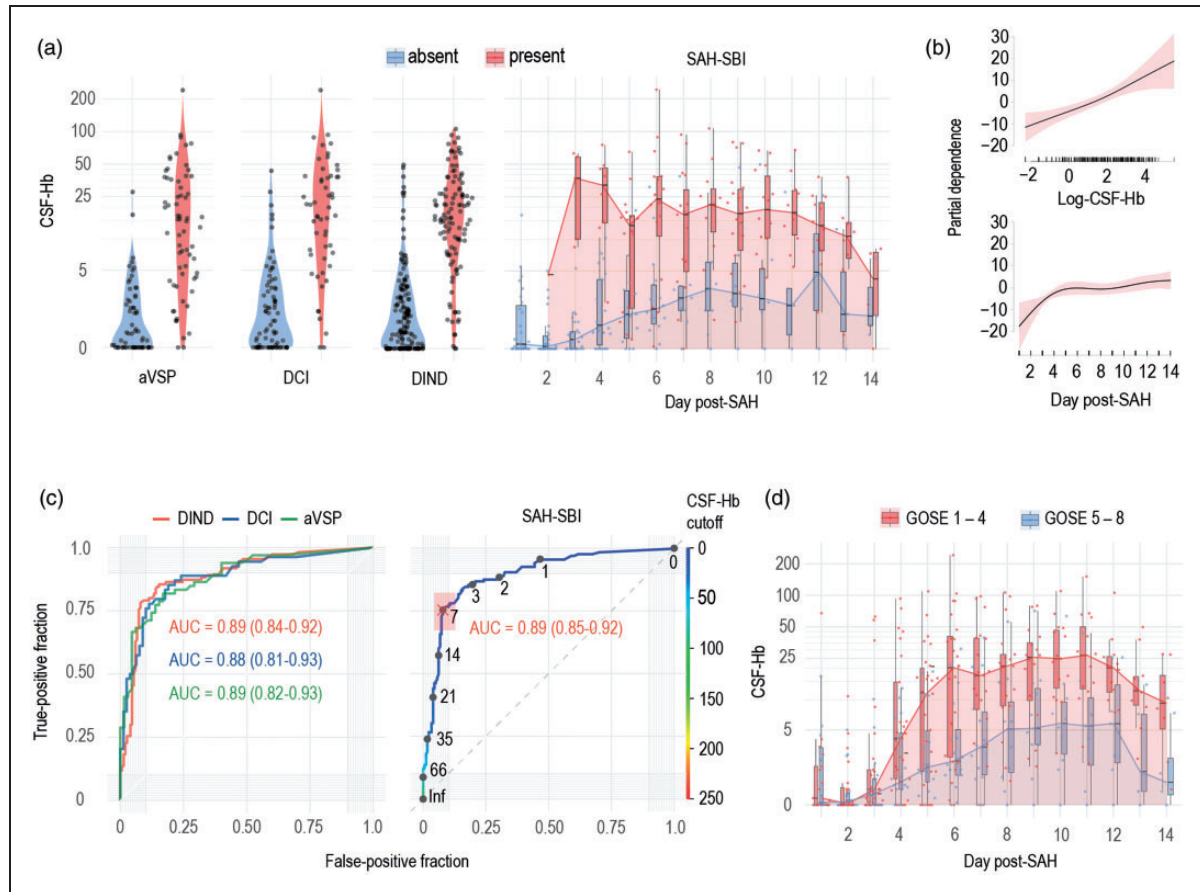 (a)
absent present SAH-SBI
CSF-Hb
200
100
50
25
5
0
aVSP DCI DIND
2 4 6 8 10 12 14
Day post-SAH
(b)
Partial dependence
30
20
10
0
−10
−20
−2 0 2 4
Log-CSF-Hb
30
20
10
0
−10
−20
2 4 6 8 10 12 14
Day post-SAH
(c)
DIND DCI aVSP
True-positive fraction
1.0
0.75
0.50
0.25
0
AUC = 0.89 (0.84-0.92)
AUC = 0.88 (0.81-0.93)
AUC = 0.89 (0.82-0.93)
0 0.25 0.50 0.75 1.0
SAH-SBI
0
1
2
3
7
14
21
35
66
Inf
AUC = 0.89 (0.85-0.92)
0 0.25 0.50 0.75 1.0
False-positive fraction
CSF-Hb
cutoff
0
50
100
150
200
250
(d)
GOSE 1 – 4 GOSE 5 – 8
CSF-Hb
200
100
50
25
5
0
2 4 6 8 10 12 14
Day post-SAH